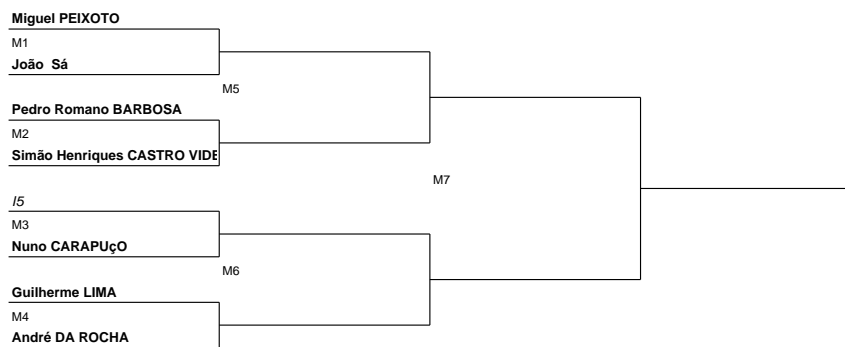 Miguel PEIXOTO
M1
João Sá
M5
Pedro Romano BARBOSA
M2
Simão Henriques CASTRO VIDE
M7
I5
M3
Nuno CARAPUçO
M6
Guilherme LIMA
M4
André DA ROCHA